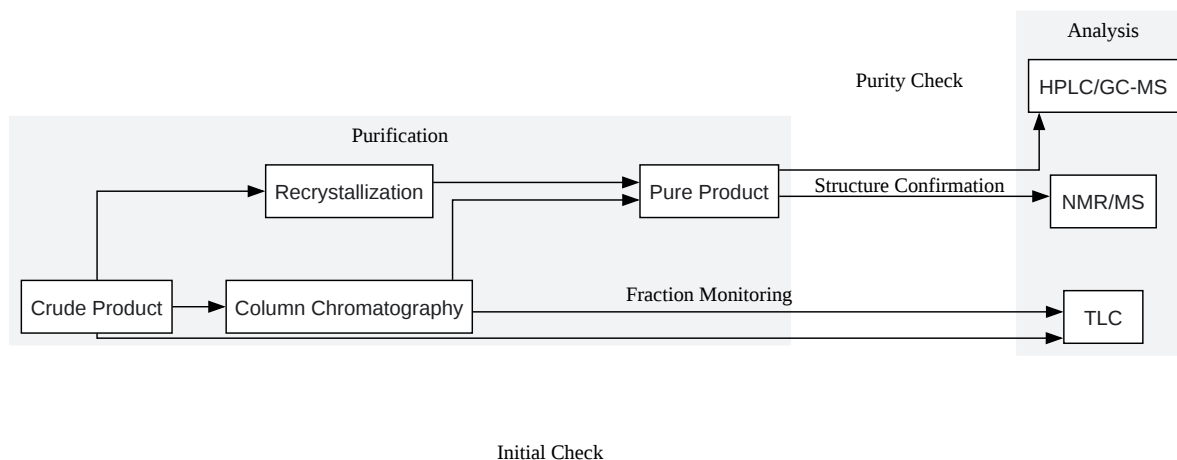 Analysis
Purity Check
HPLC/GC-MS
Purification
Recrystallization
Pure Product
Structure Confirmation
NMR/MS
Crude Product
Column Chromatography
Fraction Monitoring
TLC
Initial Check